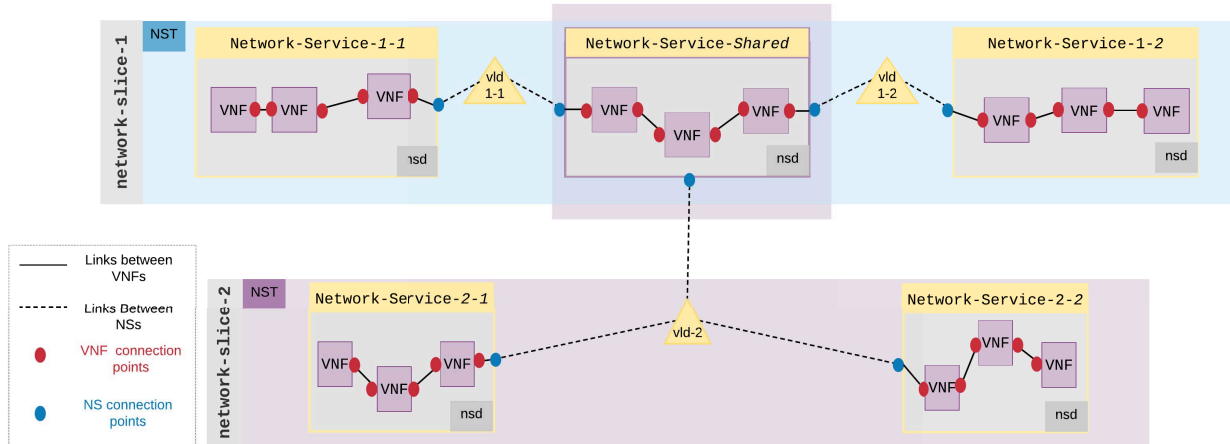 network-slice-1
NST
Network-Service-1-1
VNF
VNF
VNF
nsd
vld
1-1
Network-Service-Shared
VNF
VNF
VNF
nsd
vld
1-2
Network-Service-1-2
VNF
VNF
VNF
nsd
Links between
VNFs
Links Between
NSs
VNF connection
points
NS connection
points
network-slice-2
NST
Network-Service-2-1
VNF
VNF
VNF
nsd
vld-2
Network-Service-2-2
VNF
VNF
VNF
nsd